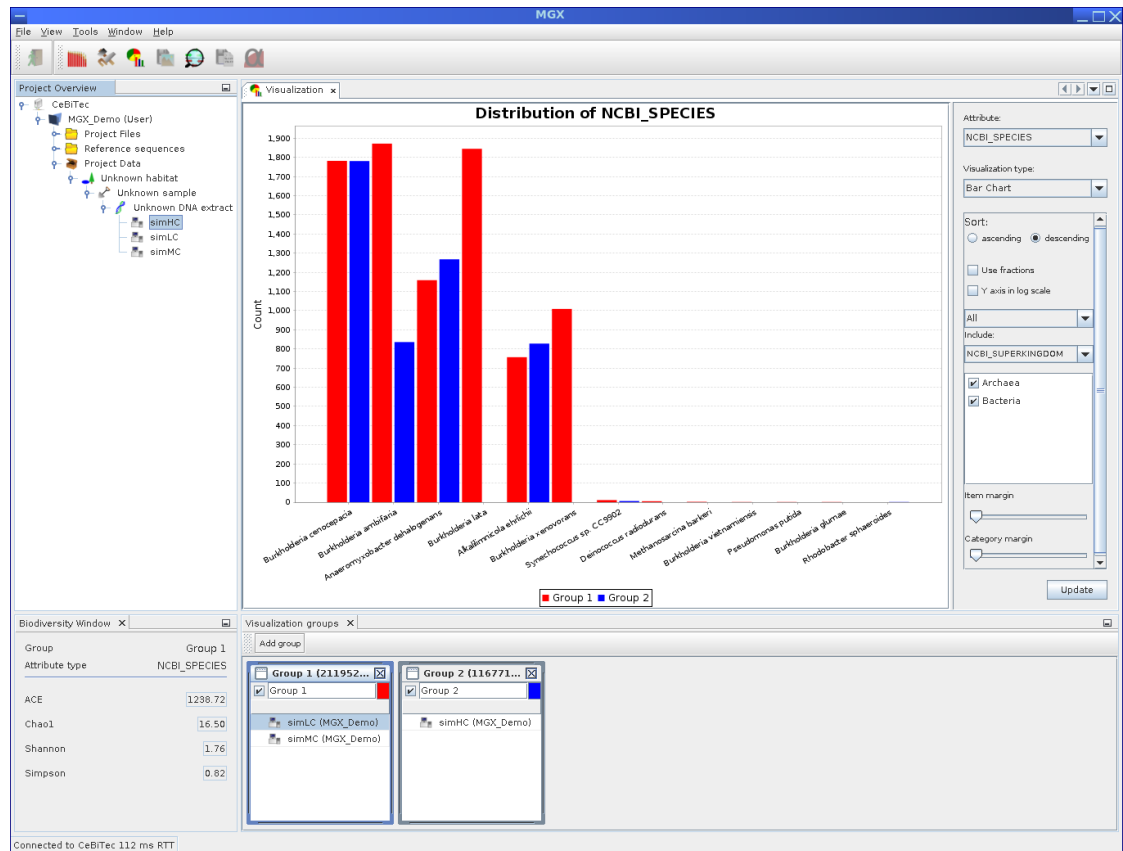 MGX
File View Tools Window Help
Project Overview
CeBiTec
MGX_Demo (User)
Project Files
Reference sequences
Project Data
Unknown habitat
Unknown sample
Unknown DNA extract
simHC
simLC
simMC
Visualization x
Distribution of NCBI_SPECIES
Count
1,900
1,800
1,700
1,600
1,500
1,400
1,300
1,200
1,100
1,000
900
800
700
600
500
400
300
200
100
0
Burkholderia cenocepacia
Burkholderia ambifaria
Anaeromyxobacter dehalogenans
Burkholderia lata
Alkalilimnicola ehrlichii
Burkholderia xenovorans
Synechococcus sp. CC9902
Deinococcus radiodurans
Methanosarcina barkeri
Burkholderia vietnamiensis
Pseudomonas putida
Burkholderia glumae
Rhodobacter sphaeroides
Group 1 Group 2
Attribute:
NCBI_SPECIES
Visualization type:
Bar Chart
Sort:
ascending descending
Use fractions
Y axis in log scale
All
Include:
NCBI_SUPERKINGDOM
Archaea
Bacteria
Item margin
Category margin
Update
Biodiversity Window X
Group Group 1
Attribute type NCBI_SPECIES
ACE 1238.72
Chao1 16.50
Shannon 1.76
Simpson 0.82
Visualization groups X
Add group
Group 1 (211952...
Group 1
simLC (MGX_Demo)
simMC (MGX_Demo)
Group 2 (116771...
Group 2
simHC (MGX_Demo)
Connected to CeBiTec 112 ms RTT